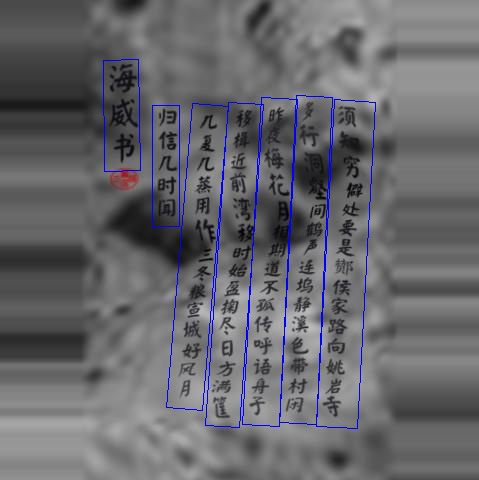 须知穷僻处要是酂侯家路向姚岩寺
多行洞壑间鹤声连坞静溪色带村闲
昨夜梅花月相期道不孤传呼语舟子
移楫近前湾移时始盈掬尽日方满筐
几夏几蒸用作三冬粮宣城好风月
归信几时闻
海威书